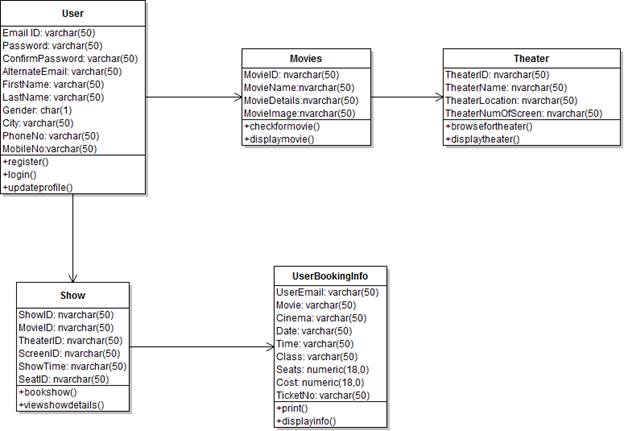 User
Email ID: varchar(50)
Password: varchar(50)
ConfirmPassword: varchar(50)
AlternateEmail: varchar(50)
FirstName: varchar(50)
LastName: varchar(50)
Gender: char(1)
City: varchar(50)
PhoneNo: varchar(50)
MobileNo:varchar(50)
+register()
+login()
+updateprofile()
Movies
MovieID: nvarchar(50)
MovieName:nvarchar(50)
MovieDetails:nvarchar(50)
MovieImage:nvarchar(50)
+checkformovie()
+displaymovie()
Theater
TheaterID: nvarchar(50)
TheaterName: nvarchar(50)
TheaterLocation: nvarchar(50)
TheaterNumOfScreen: nvarchar(50)
+browsefortheater()
+displaytheater()
Show
ShowID: nvarchar(50)
MovieID: nvarchar(50)
TheaterID: nvarchar(50)
ScreenID: nvarchar(50)
ShowTime: nvarchar(50)
SeatID: nvarchar(50)
+bookshow()
+viewshowdetails()
UserBookingInfo
UserEmail: varchar(50)
Movie: varchar(50)
Cinema: varchar(50)
Date: varchar(50)
Time: varchar(50)
Class: varchar(50)
Seats: numeric(18,0)
Cost: numeric(18,0)
TicketNo: varchar(50)
+print()
+displayinfo()